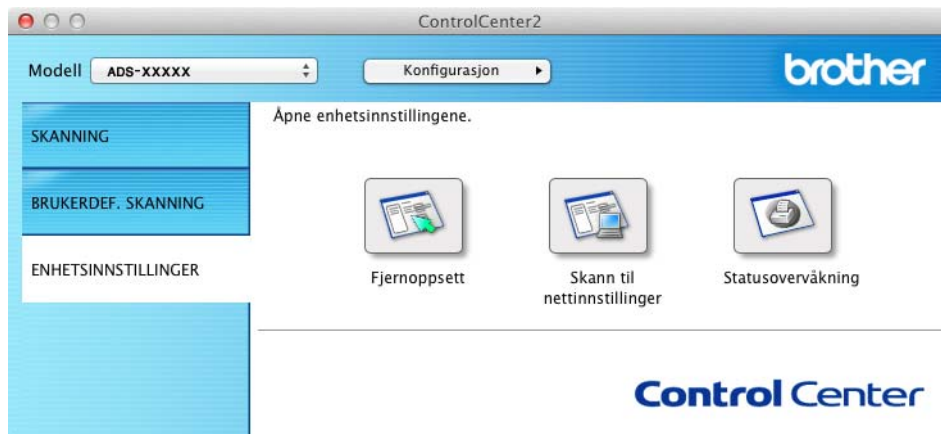 ControlCenter2
Modell ADS-XXXXX Konfigurasjon brother
SKANNING
BRUKERDEF. SKANNING
ENHETSINNSTILLINGER
Åpne enhetsinnstillingene.
Fjernoppsett
Skann til
nettinnstillinger
Statusovervåkning
Control Center